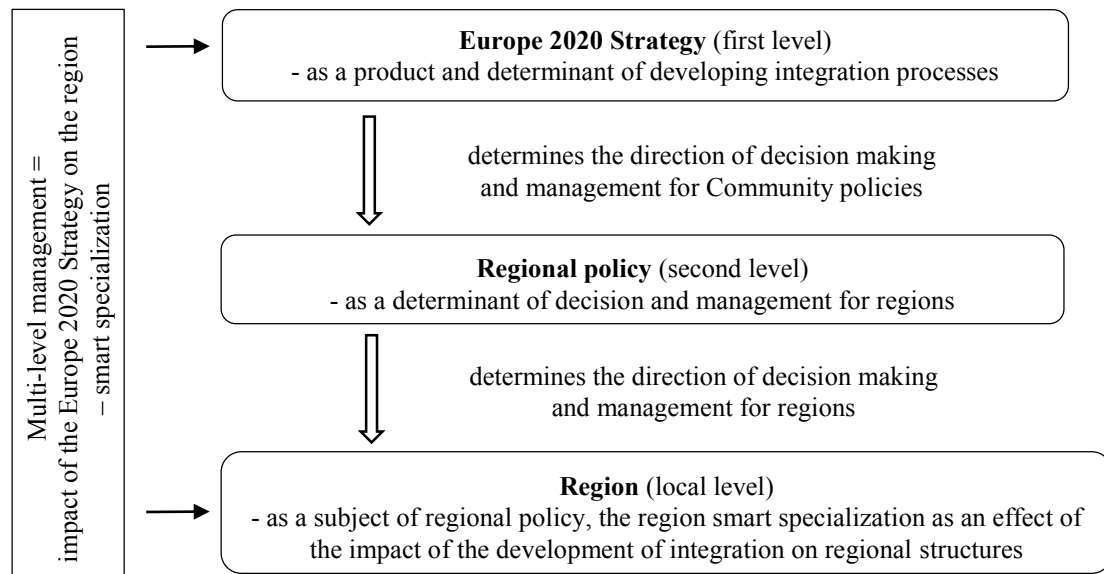 Multi-level management =
impact of the Europe 2020 Strategy on the region
– smart specialization
Europe 2020 Strategy (first level)
- as a product and determinant of developing integration processes
determines the direction of decision making
and management for Community policies
Regional policy (second level)
- as a determinant of decision and management for regions
determines the direction of decision making
and management for regions
Region (local level)
- as a subject of regional policy, the region smart specialization as an effect of
the impact of the development of integration on regional structures